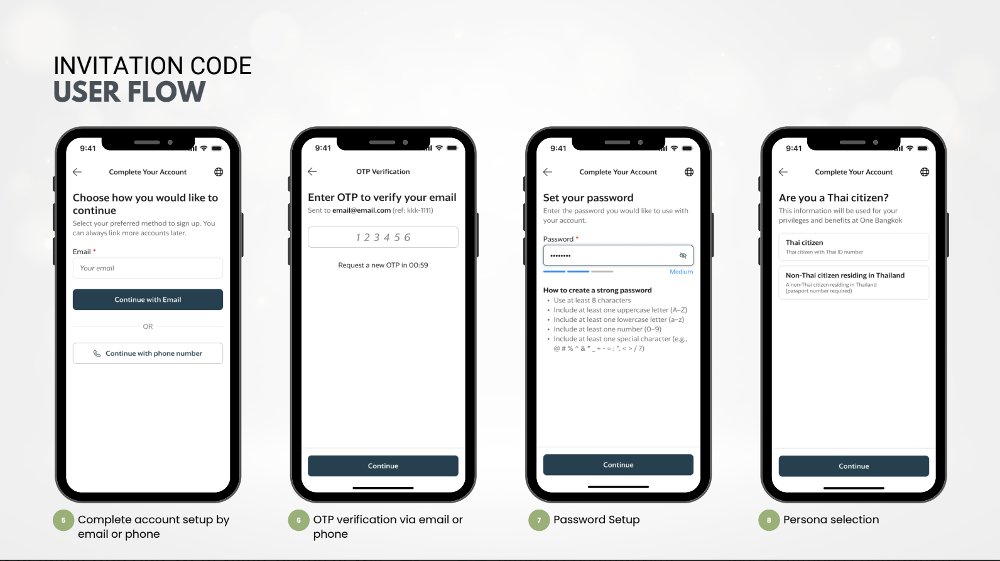 INVITATION CODE
USER FLOW
9:41
Complete Your Account
Choose how you would like to
continue
Select your preferred method to sign up. You
can always link more accounts later.
Email *
Your email
Continue with Email
OR
Continue with phone number
5
Complete account setup by
email or phone
9:41
OTP Verification
Enter OTP to verify your email
Sent to email@email.com (ref: kkk-1111)
1 2 3 4 5 6
Request a new OTP in 00:59
Continue
6
OTP verification via email or
phone
9:41
Complete Your Account
Set your password
Enter the password you would like to use with
your account.
Password *
••••••••
Medium
How to create a strong password
• Use at least 8 characters
• Include at least one uppercase letter (A–Z)
• Include at least one lowercase letter (a–z)
• Include at least one number (0–9)
• Include at least one special character (e.g.,
@ # % ^ & * _ + - = : ". < > / ?)
Continue
7
Password Setup
9:41
Complete Your Account
Are you a Thai citizen?
This information will be used for your
privileges and benefits at One Bangkok
Thai citizen
Thai citizen with Thai ID number
Non-Thai citizen residing in Thailand
A non-Thai citizen residing in Thailand
(passport number required)
Continue
8
Persona selection